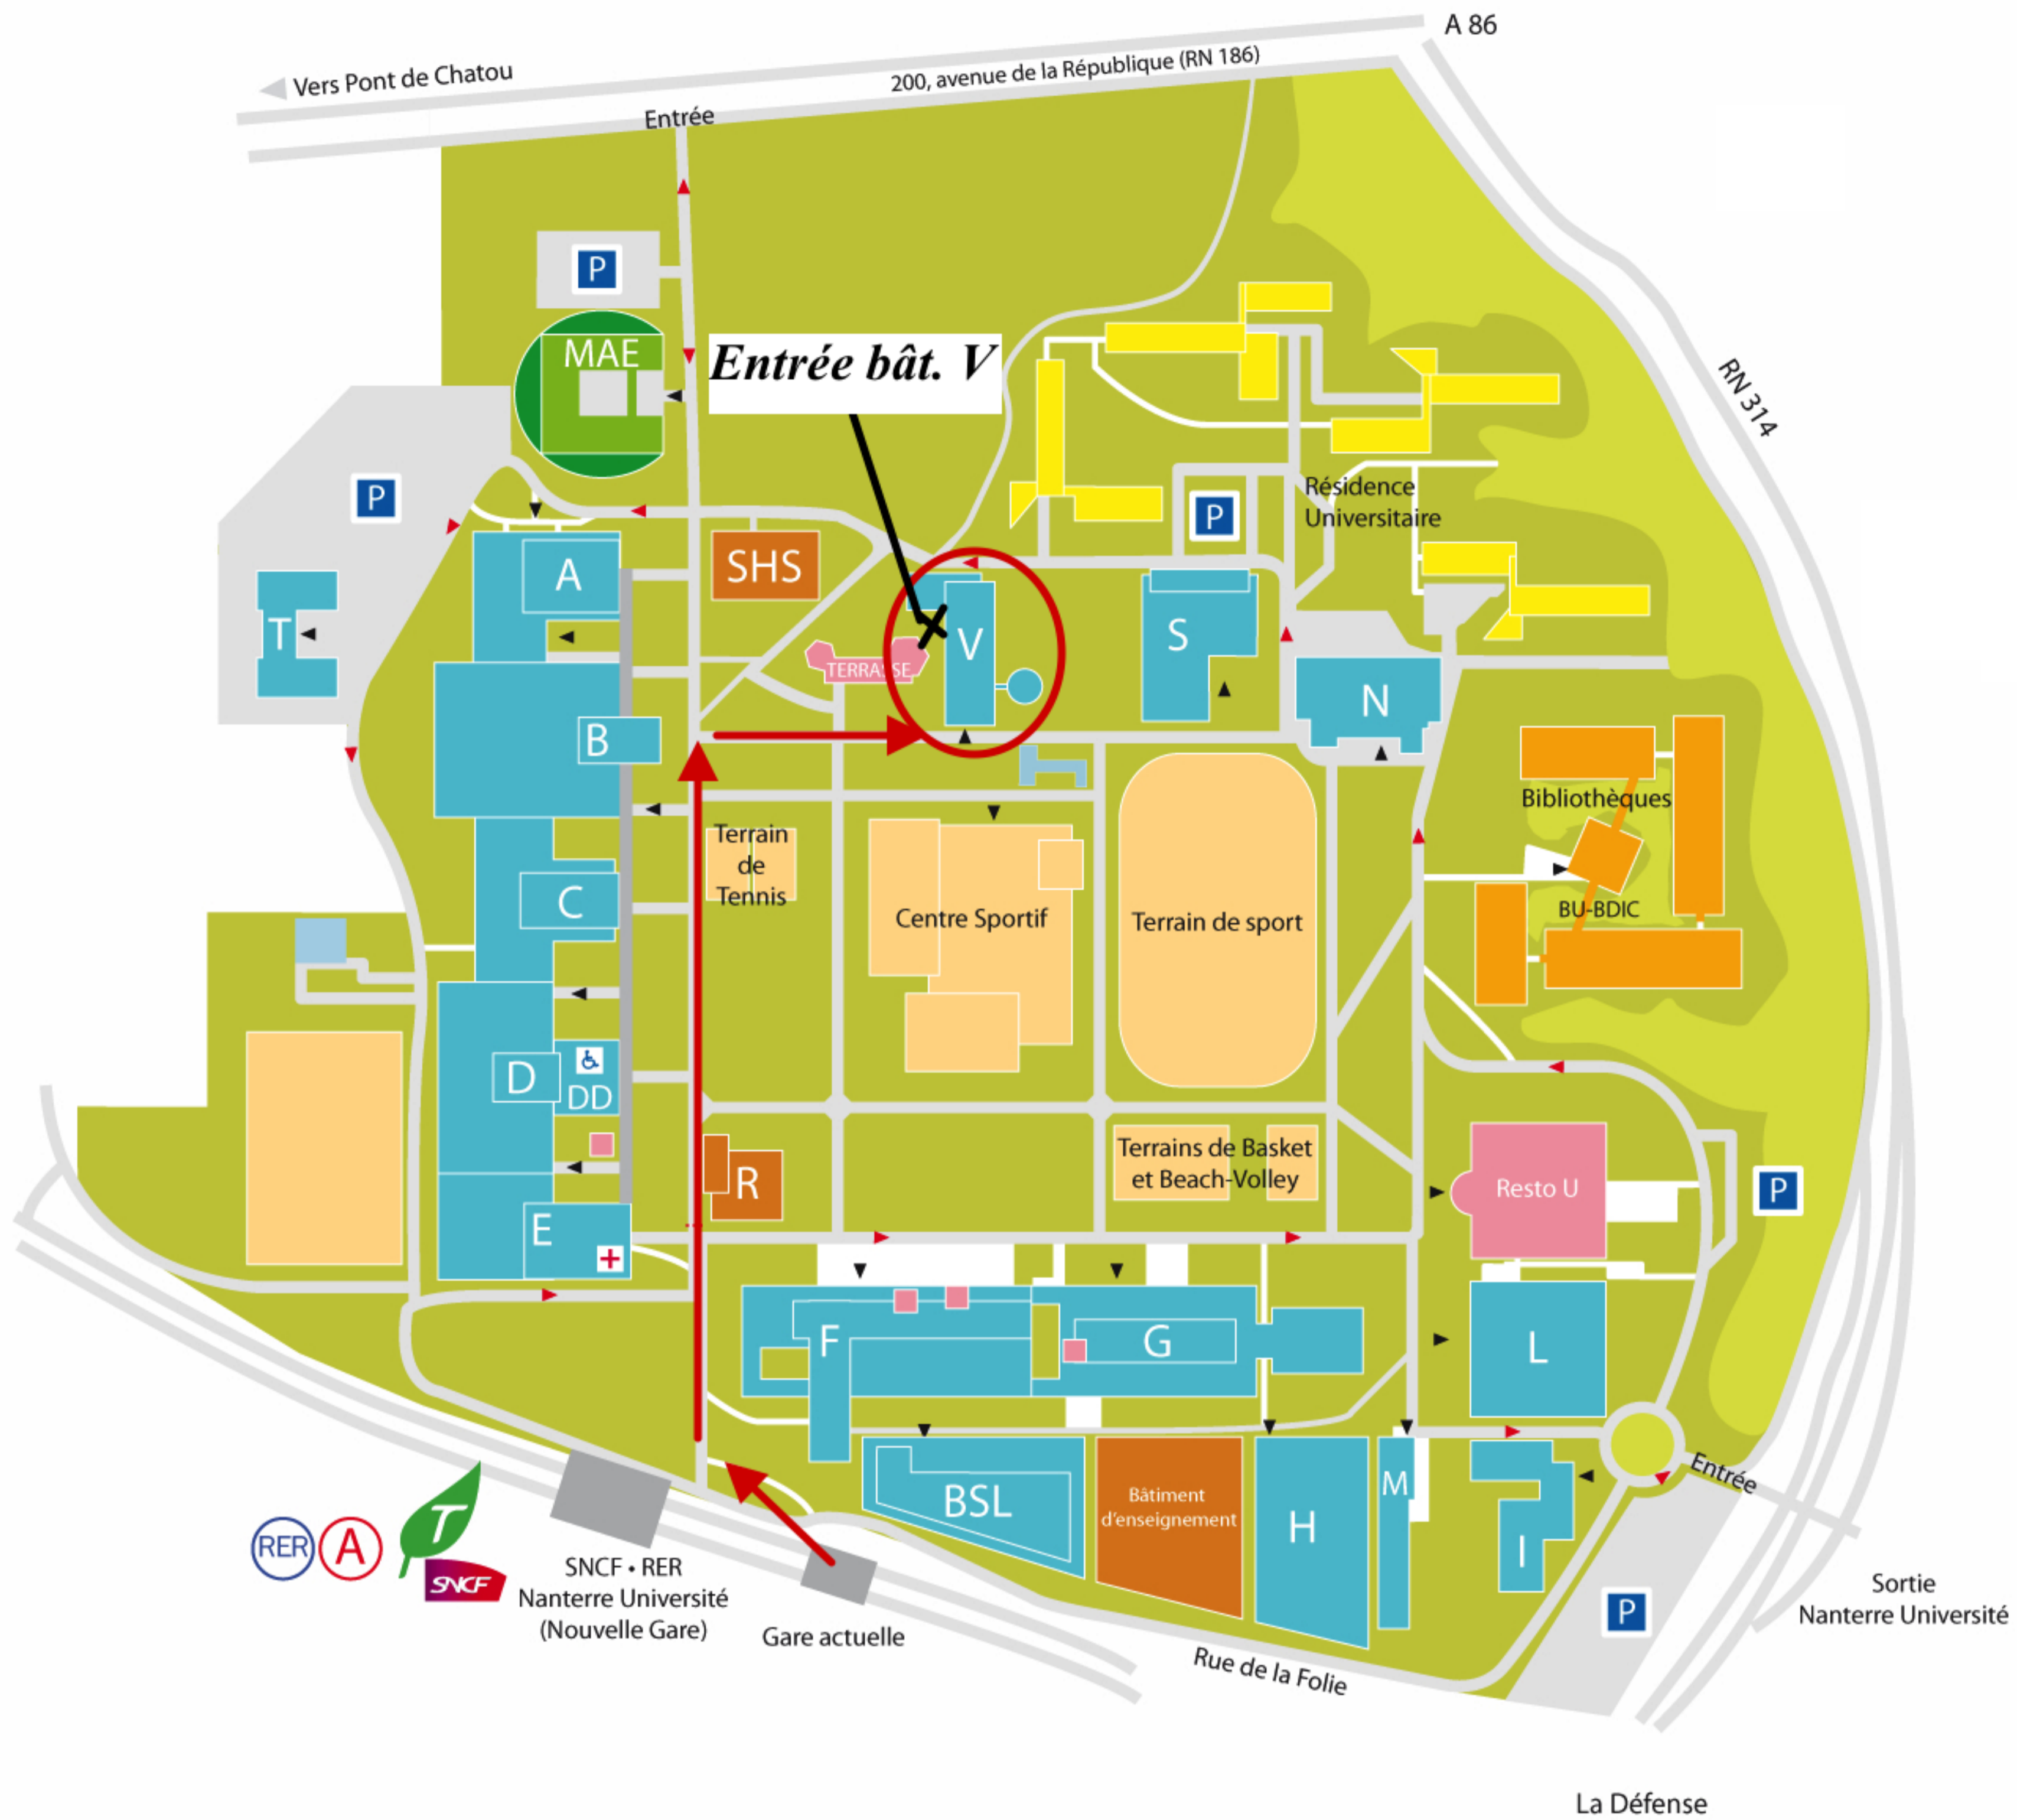 A 86
Vers Pont de Chatou
200, avenue de la République (RN 186)
Entrée
P
MAE
Entrée bât. V
RN 314
P
Résidence
Universitaire
P
A
SHS
T
V
S
TERRASSE
N
B
Bibliothèques
Terrain
de
Tennis
C
Centre Sportif
Terrain de sport
BU-BDIC
D
DD
Terrains de Basket
et Beach-Volley
R
Resto U
P
E
F
G
L
Entrée
BSL
Bâtiment
d'enseignement
H
M
I
RER
A
T
SNCF
SNCF • RER
Nanterre Université
(Nouvelle Gare)
Gare actuelle
P
Sortie
Nanterre Université
Rue de la Folie
La Défense